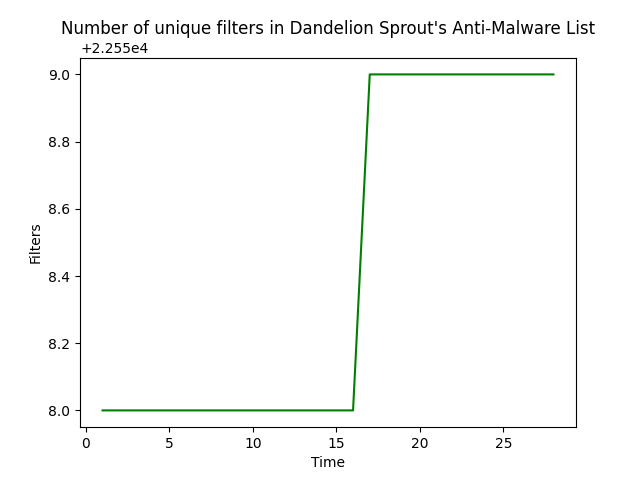 Number of unique filters in Dandelion Sprout's Anti-Malware List
+2.255e4
9.0
8.8
8.6
8.4
8.2
8.0
Filters
0 5 10 15 20 25
Time